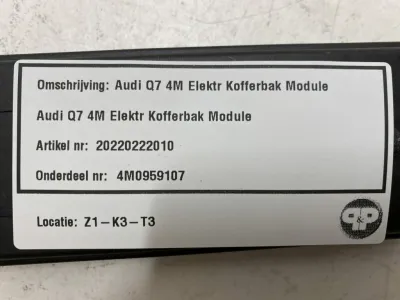 Omschrijving: Audi Q7 4M Elektr Kofferbak Module
Audi Q7 4M Elektr Kofferbak Module
Artikel nr: 20220222010
Onderdeel nr: 4M0959107
Locatie: Z1-K3-T3
P&P